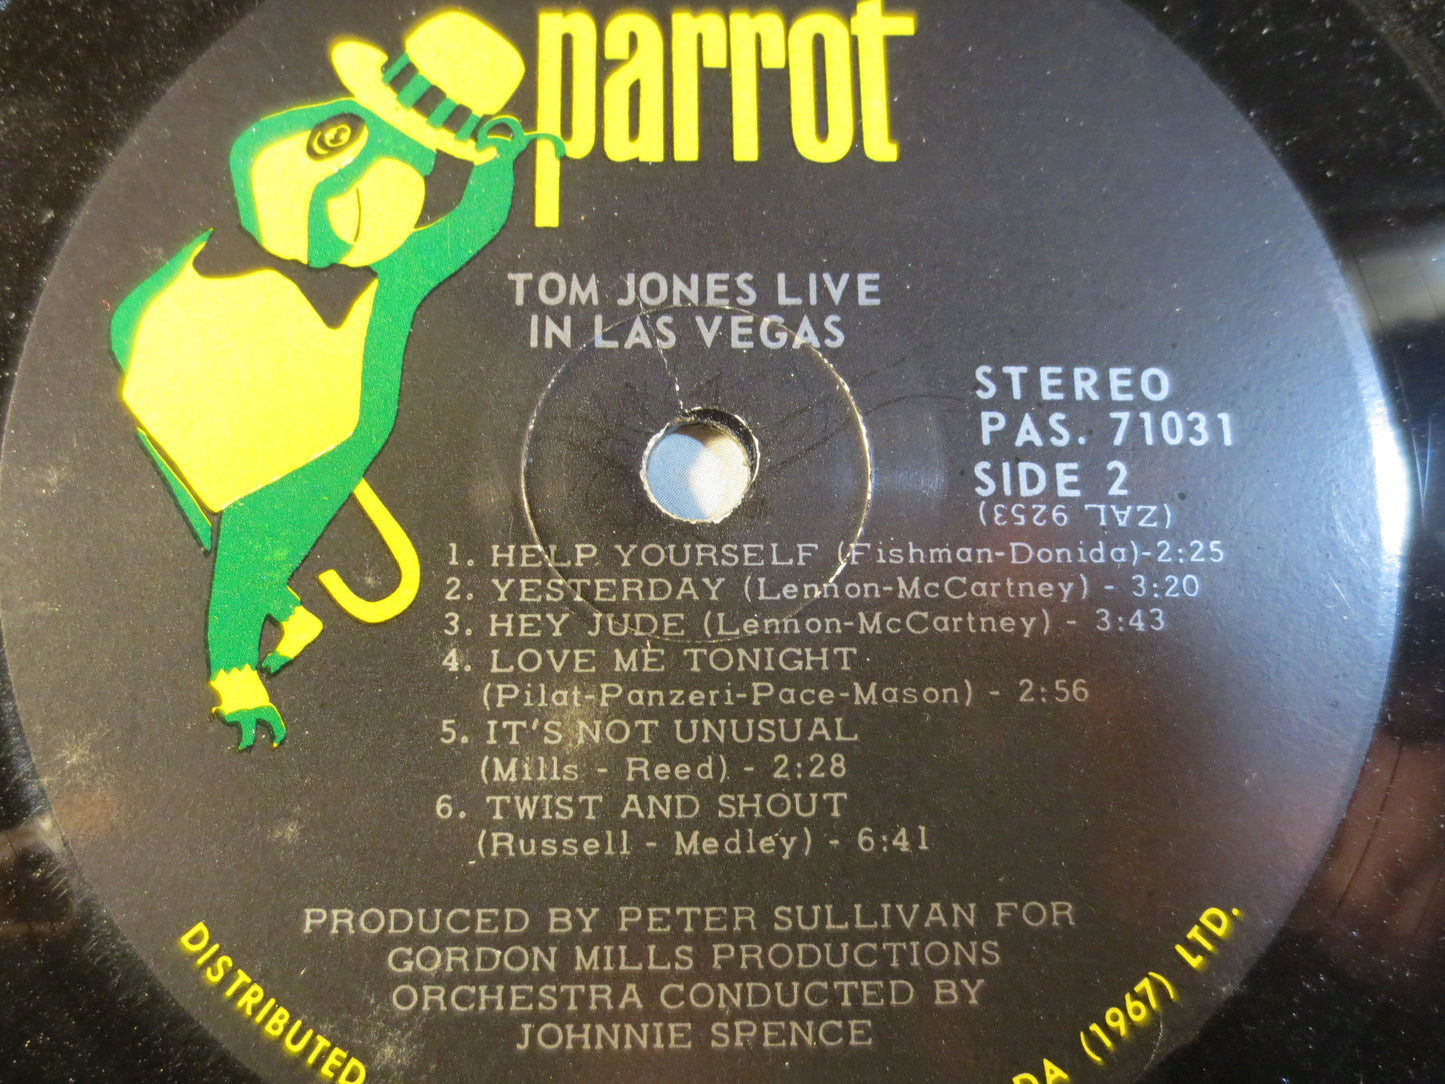 parrot
TOM JONES LIVE
IN LAS VEGAS
STEREO
PAS. 71031
SIDE 2
(ZAL 9253)
1. HELP YOURSELF (Fishman-Donida)-2:25
2. YESTERDAY (Lennon-McCartney) - 3:20
3. HEY JUDE (Lennon-McCartney) - 3:43
4. LOVE ME TONIGHT
(Pilat-Panzeri-Pace-Mason) - 2:56
5. IT'S NOT UNUSUAL
(Mills - Reed) - 2:28
6. TWIST AND SHOUT
(Russell - Medley) - 6:41
PRODUCED BY PETER SULLIVAN FOR
GORDON MILLS PRODUCTIONS
ORCHESTRA CONDUCTED BY
JOHNNIE SPENCE
DISTRIBUTED
DA (1967) LTD.